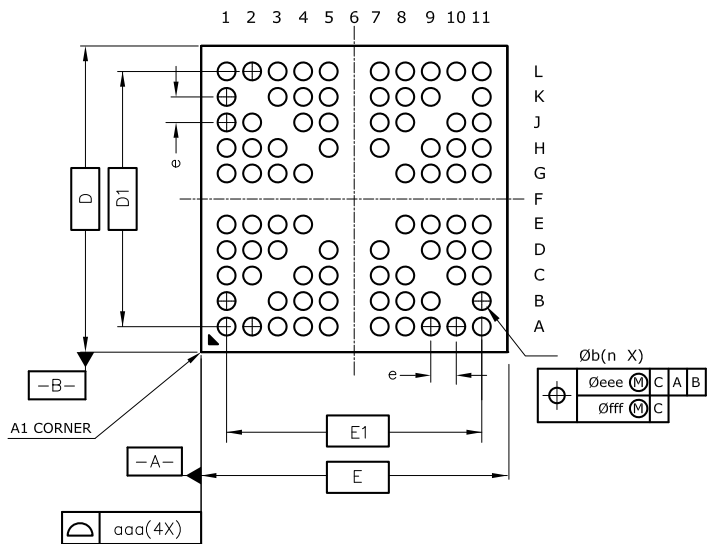 1 2 3 4 5 6 7 8 9 10 11
L
K
J
H
G
F
E
D
C
B
A
e
D
D1
-B-
A1 CORNER
-A-
e
E1
E
aaa(4X)
Øb(n X)
Øeee Ⓜ C A B
Øfff Ⓜ C